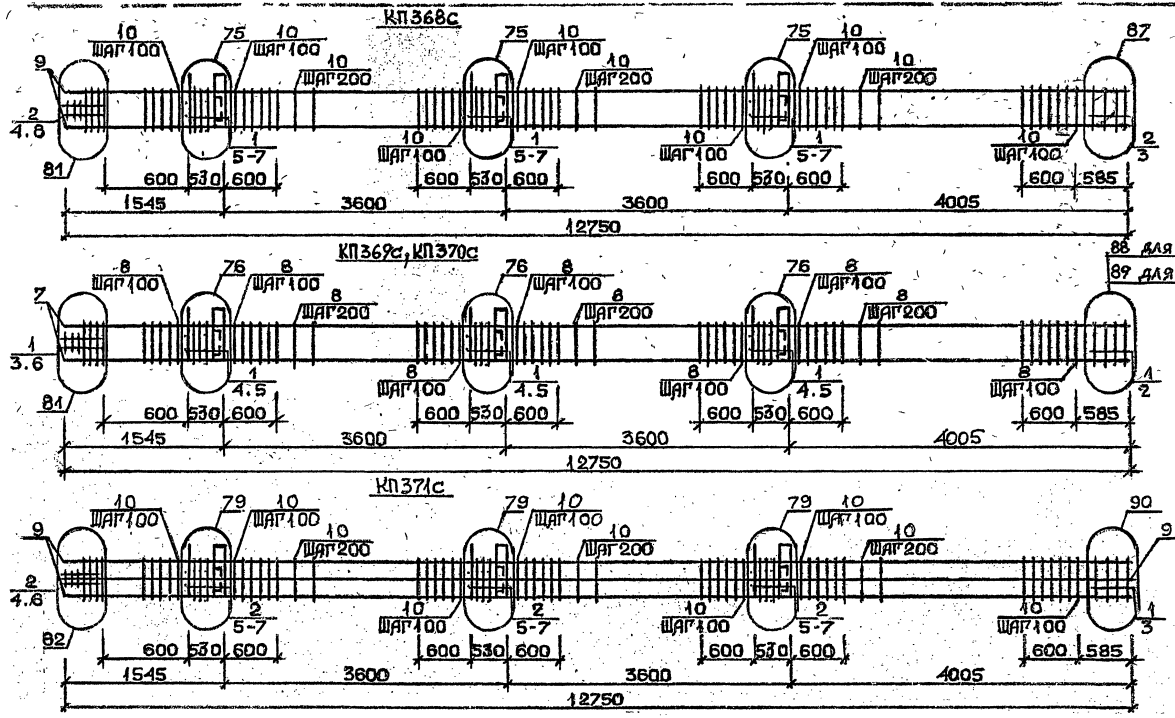 КП368с
10 75 10 75 10 75 10 87
ШАГ100 ШАГ100 ШАГ100 ШАГ100
9 10 10 10
ШАГ200 ШАГ200 ШАГ200
2
4.8
10 1 10 1 10 1 10 2
ШАГ100 5-7 ШАГ100 5-7 ШАГ100 5-7 ШАГ100 3
81
600 530 600 600 530 600 600 530 600 600 585
1545 3600 3600 4005
12750
КП369с, КП370с
88 ДЛЯ
8 76 8 76 8 76 8 89 ДЛЯ
ШАГ100 ШАГ100 ШАГ100 ШАГ100
7 8 8 8
ШАГ200 ШАГ200 ШАГ200
1
3.6
1 8 1 8 1 8 1
4.5 ШАГ100 4.5 ШАГ100 4.5 ШАГ100 2
81
600 530 600 600 530 600 600 530 600 600 585
1545 3600 3600 4005
12750
КП371с
10 79 10 79 10 79 10 90
ШАГ100 ШАГ100 ШАГ100 ШАГ100
9 10 10 10 9
ШАГ200 ШАГ200 ШАГ200
2
4.8
2 10 2 10 2 10 1
5-7 ШАГ100 5-7 ШАГ100 5-7 ШАГ100 3
82
600 530 600 600 530 600 600 530 600 600 585
1545 3600 3600 4005
12750